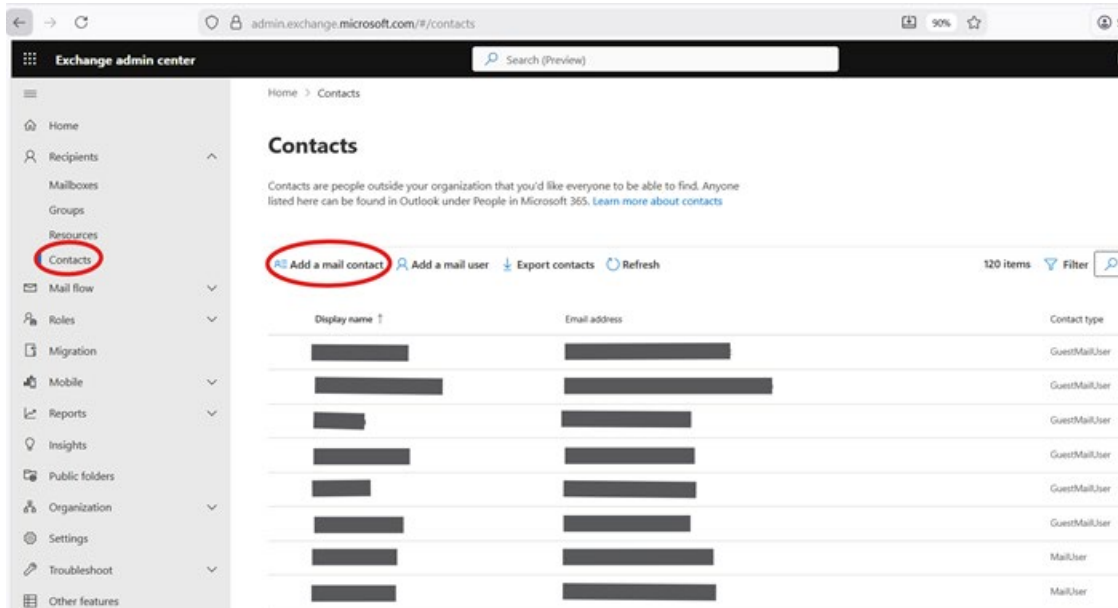 admin.exchange.microsoft.com/#/contacts
90%
Exchange admin center
Search (Preview)
Home > Contacts
Home
Recipients
Mailboxes
Groups
Resources
Contacts
Mail flow
Roles
Migration
Mobile
Reports
Insights
Public folders
Organization
Settings
Troubleshoot
Other features
Contacts
Contacts are people outside your organization that you'd like everyone to be able to find. Anyone
listed here can be found in Outlook under People in Microsoft 365. Learn more about contacts
Add a mail contact Add a mail user Export contacts Refresh 120 items Filter
Display name ↑ Email address Contact type
GuestMailUser
GuestMailUser
GuestMailUser
GuestMailUser
GuestMailUser
GuestMailUser
MailUser
MailUser